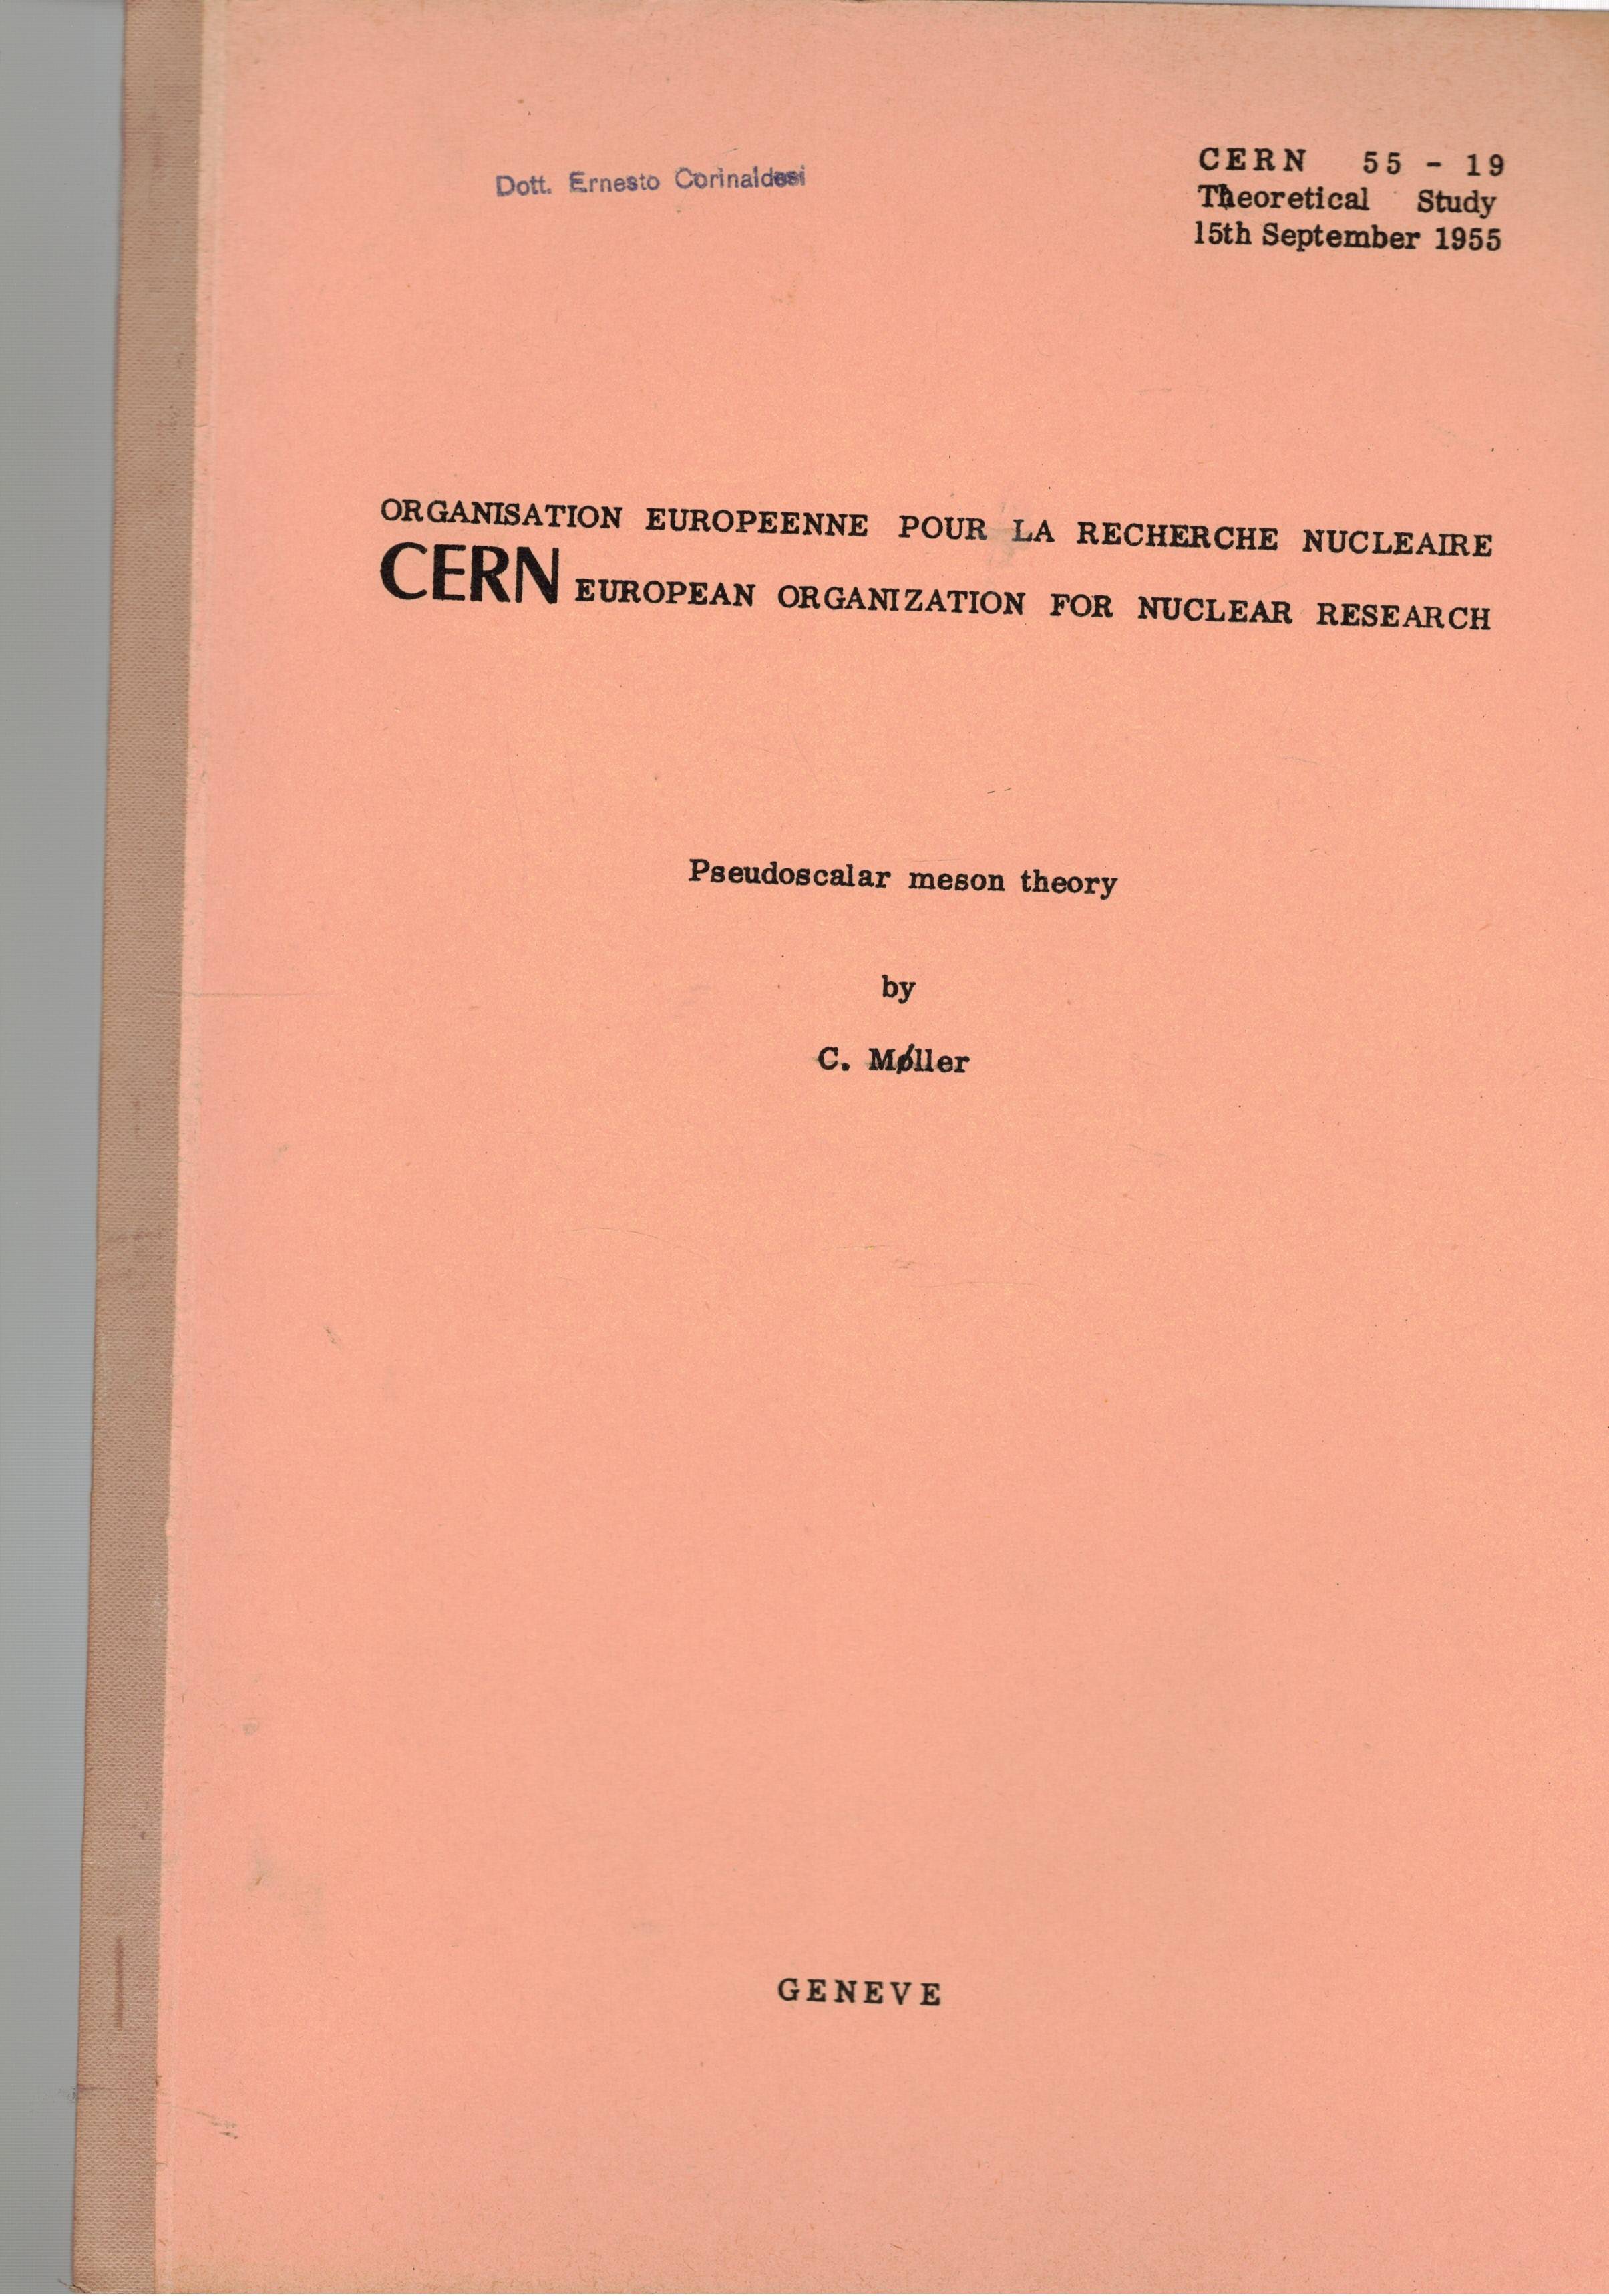 Dott. Ernesto Corinaldesi
CERN 55 - 19
Theoretical Study
15th September 1955
ORGANISATION EUROPEENNE POUR LA RECHERCHE NUCLEAIRE
CERN EUROPEAN ORGANIZATION FOR NUCLEAR RESEARCH
Pseudoscalar meson theory
by
C. Møller
GENEVE